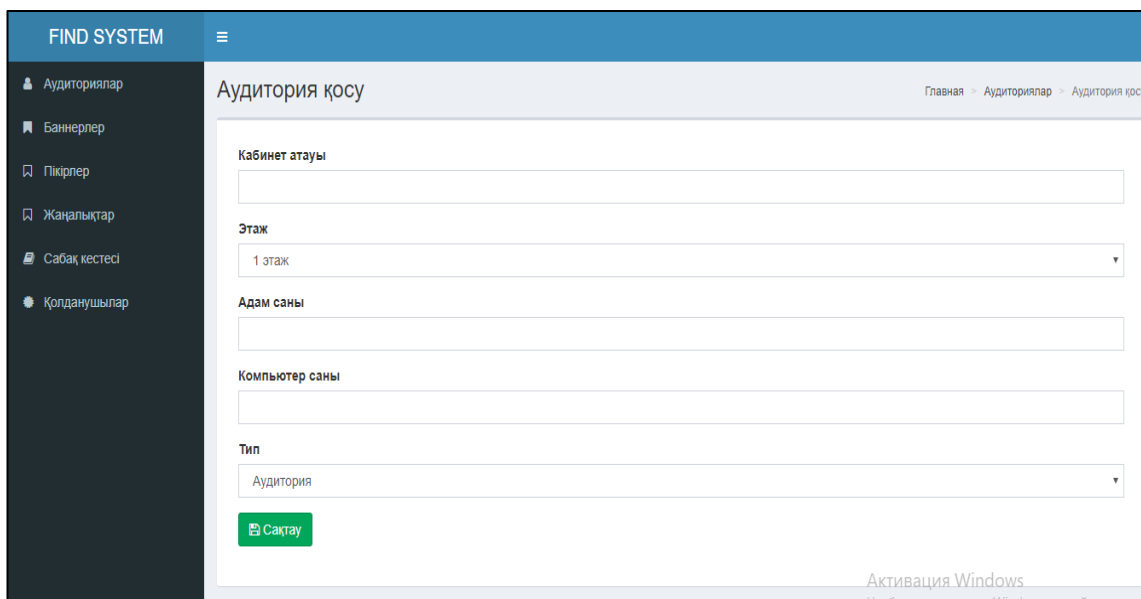 FIND SYSTEM
Аудиториялар
Баннерлер
Пікірлер
Жаңалықтар
Сабақ кестесі
Қолданушылар
Аудитория қосу
Главная > Аудиториялар > Аудитория қос
Кабинет атауы
Этаж
1 этаж
Адам саны
Компьютер саны
Тип
Аудитория
Сақтау
Активация Windows